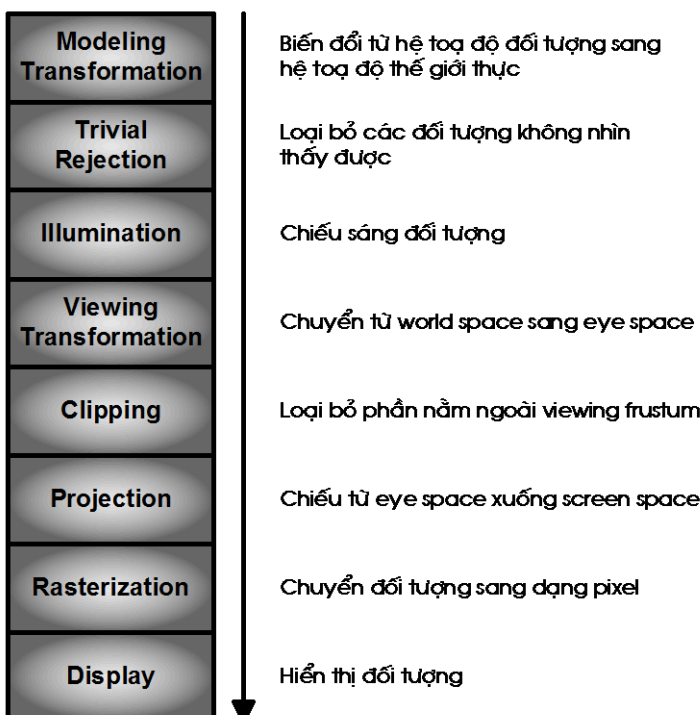 Modeling
Transformation
Biến đổi từ hệ toạ độ đối tượng sang
hệ toạ độ thế giới thực
Trivial
Rejection
Loại bỏ các đối tượng không nhìn
thấy được
Illumination
Chiếu sáng đối tượng
Viewing
Transformation
Chuyển từ world space sang eye space
Clipping
Loại bỏ phần nằm ngoài viewing frustum
Projection
Chiếu từ eye space xuống screen space
Rasterization
Chuyển đối tượng sang dạng pixel
Display
Hiển thị đối tượng